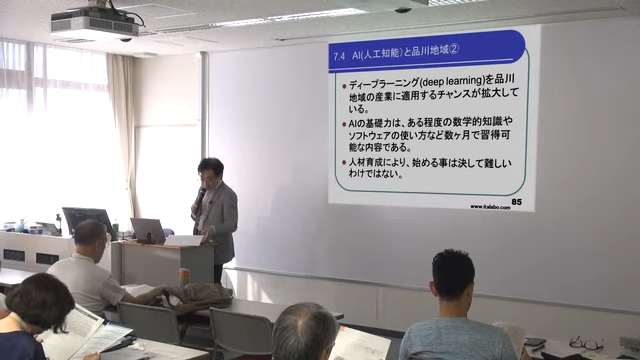 7.4 AI(人工知能)と品川地域②
●ディープラーニング(deep learning)を品川
地域の産業に適用するチャンスが拡大して
いる。
●AIの基礎力は、ある程度の数学的知識や
ソフトウェアの使い方など数ヶ月で習得可
能な内容である。
●人材育成により、始める事は決して難しい
わけではない。
85
www.italabo.com